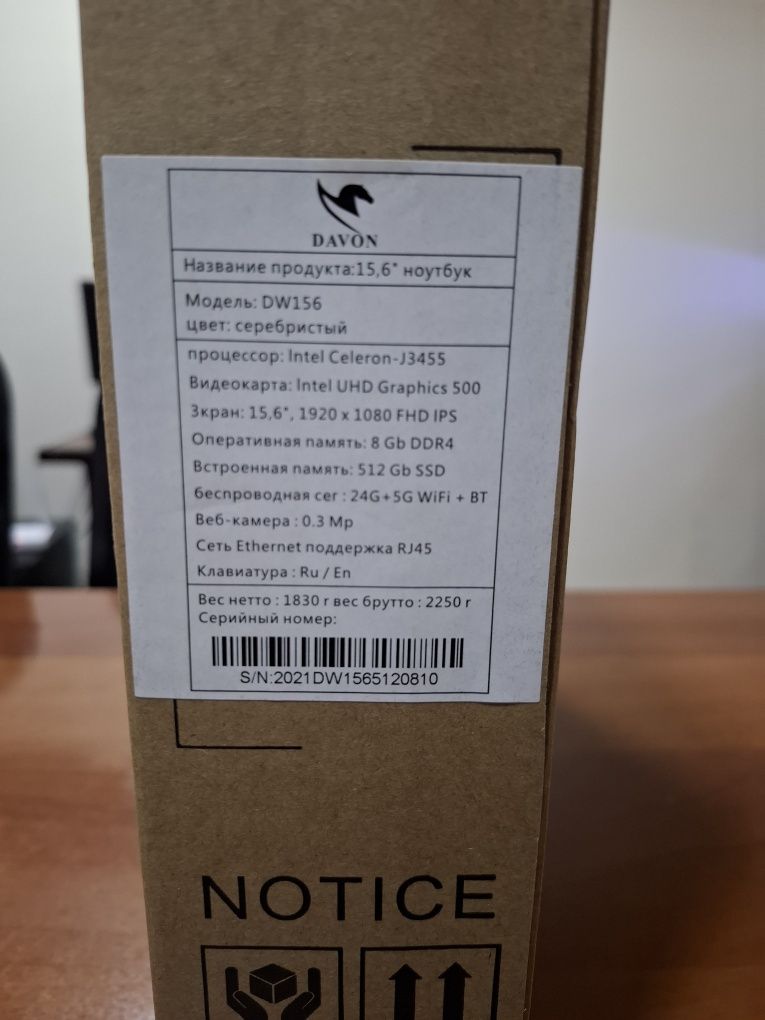 DAVON
Название продукта:15,6" ноутбук
Модель: DW156
цвет: серебристый
процессор: Intel Celeron-J3455
Видеокарта: Intel UHD Graphics 500
Зкран: 15,6", 1920 x 1080 FHD IPS
Оперативная память: 8 Gb DDR4
Встроенная память: 512 Gb SSD
беспроводная сег : 24G+5G WiFi + BT
Веб-камера : 0.3 Mp
Сеть Ethernet поддержка RJ45
Клавиатура : Ru / En
Вес нетто : 1830 г вес брутто : 2250 г
Серийный номер:
S/N:2021DW1565120810
NOTICE